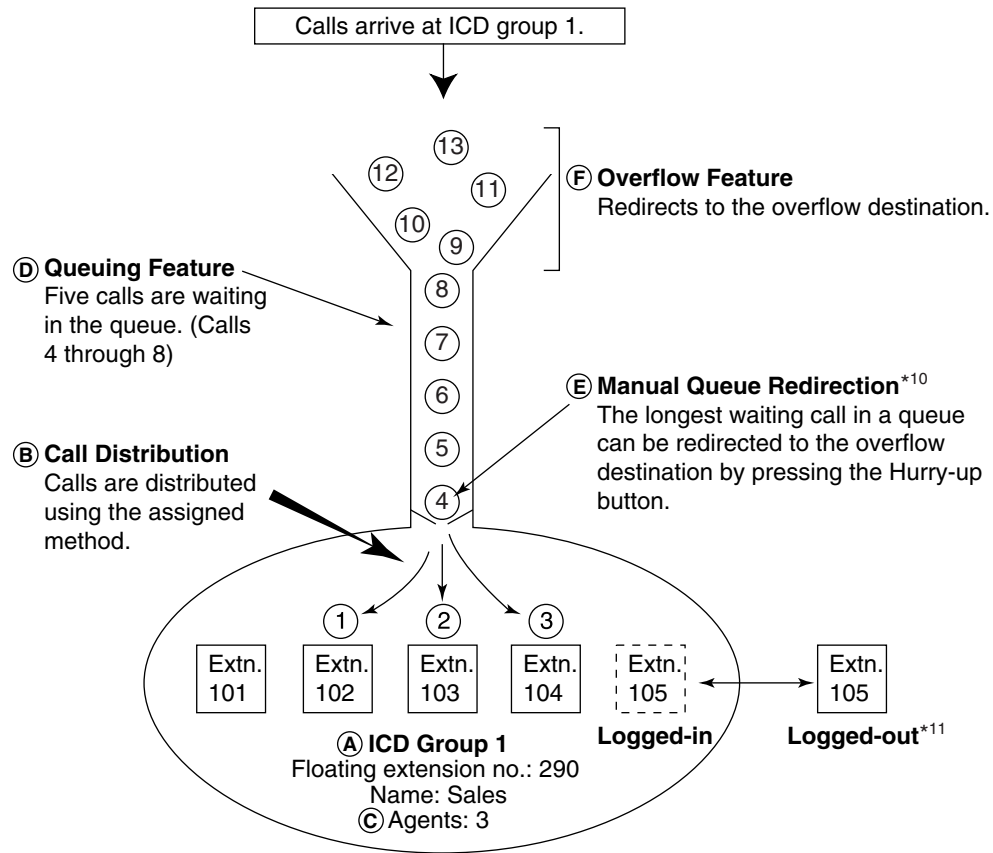 Calls arrive at ICD group 1.
13
12
11
10
9
8
7
6
5
4
Ⓕ Overflow Feature
Redirects to the overflow destination.
Ⓓ Queuing Feature
Five calls are waiting
in the queue. (Calls
4 through 8)
Ⓔ Manual Queue Redirection*10
The longest waiting call in a queue
can be redirected to the overflow
destination by pressing the Hurry-up
button.
Ⓑ Call Distribution
Calls are distributed
using the assigned
method.
1 2 3
Extn.
101
Extn.
102
Extn.
103
Extn.
104
Extn.
105
Extn.
105
Logged-in
Logged-out*11
Ⓐ ICD Group 1
Floating extension no.: 290
Name: Sales
Ⓒ Agents: 3